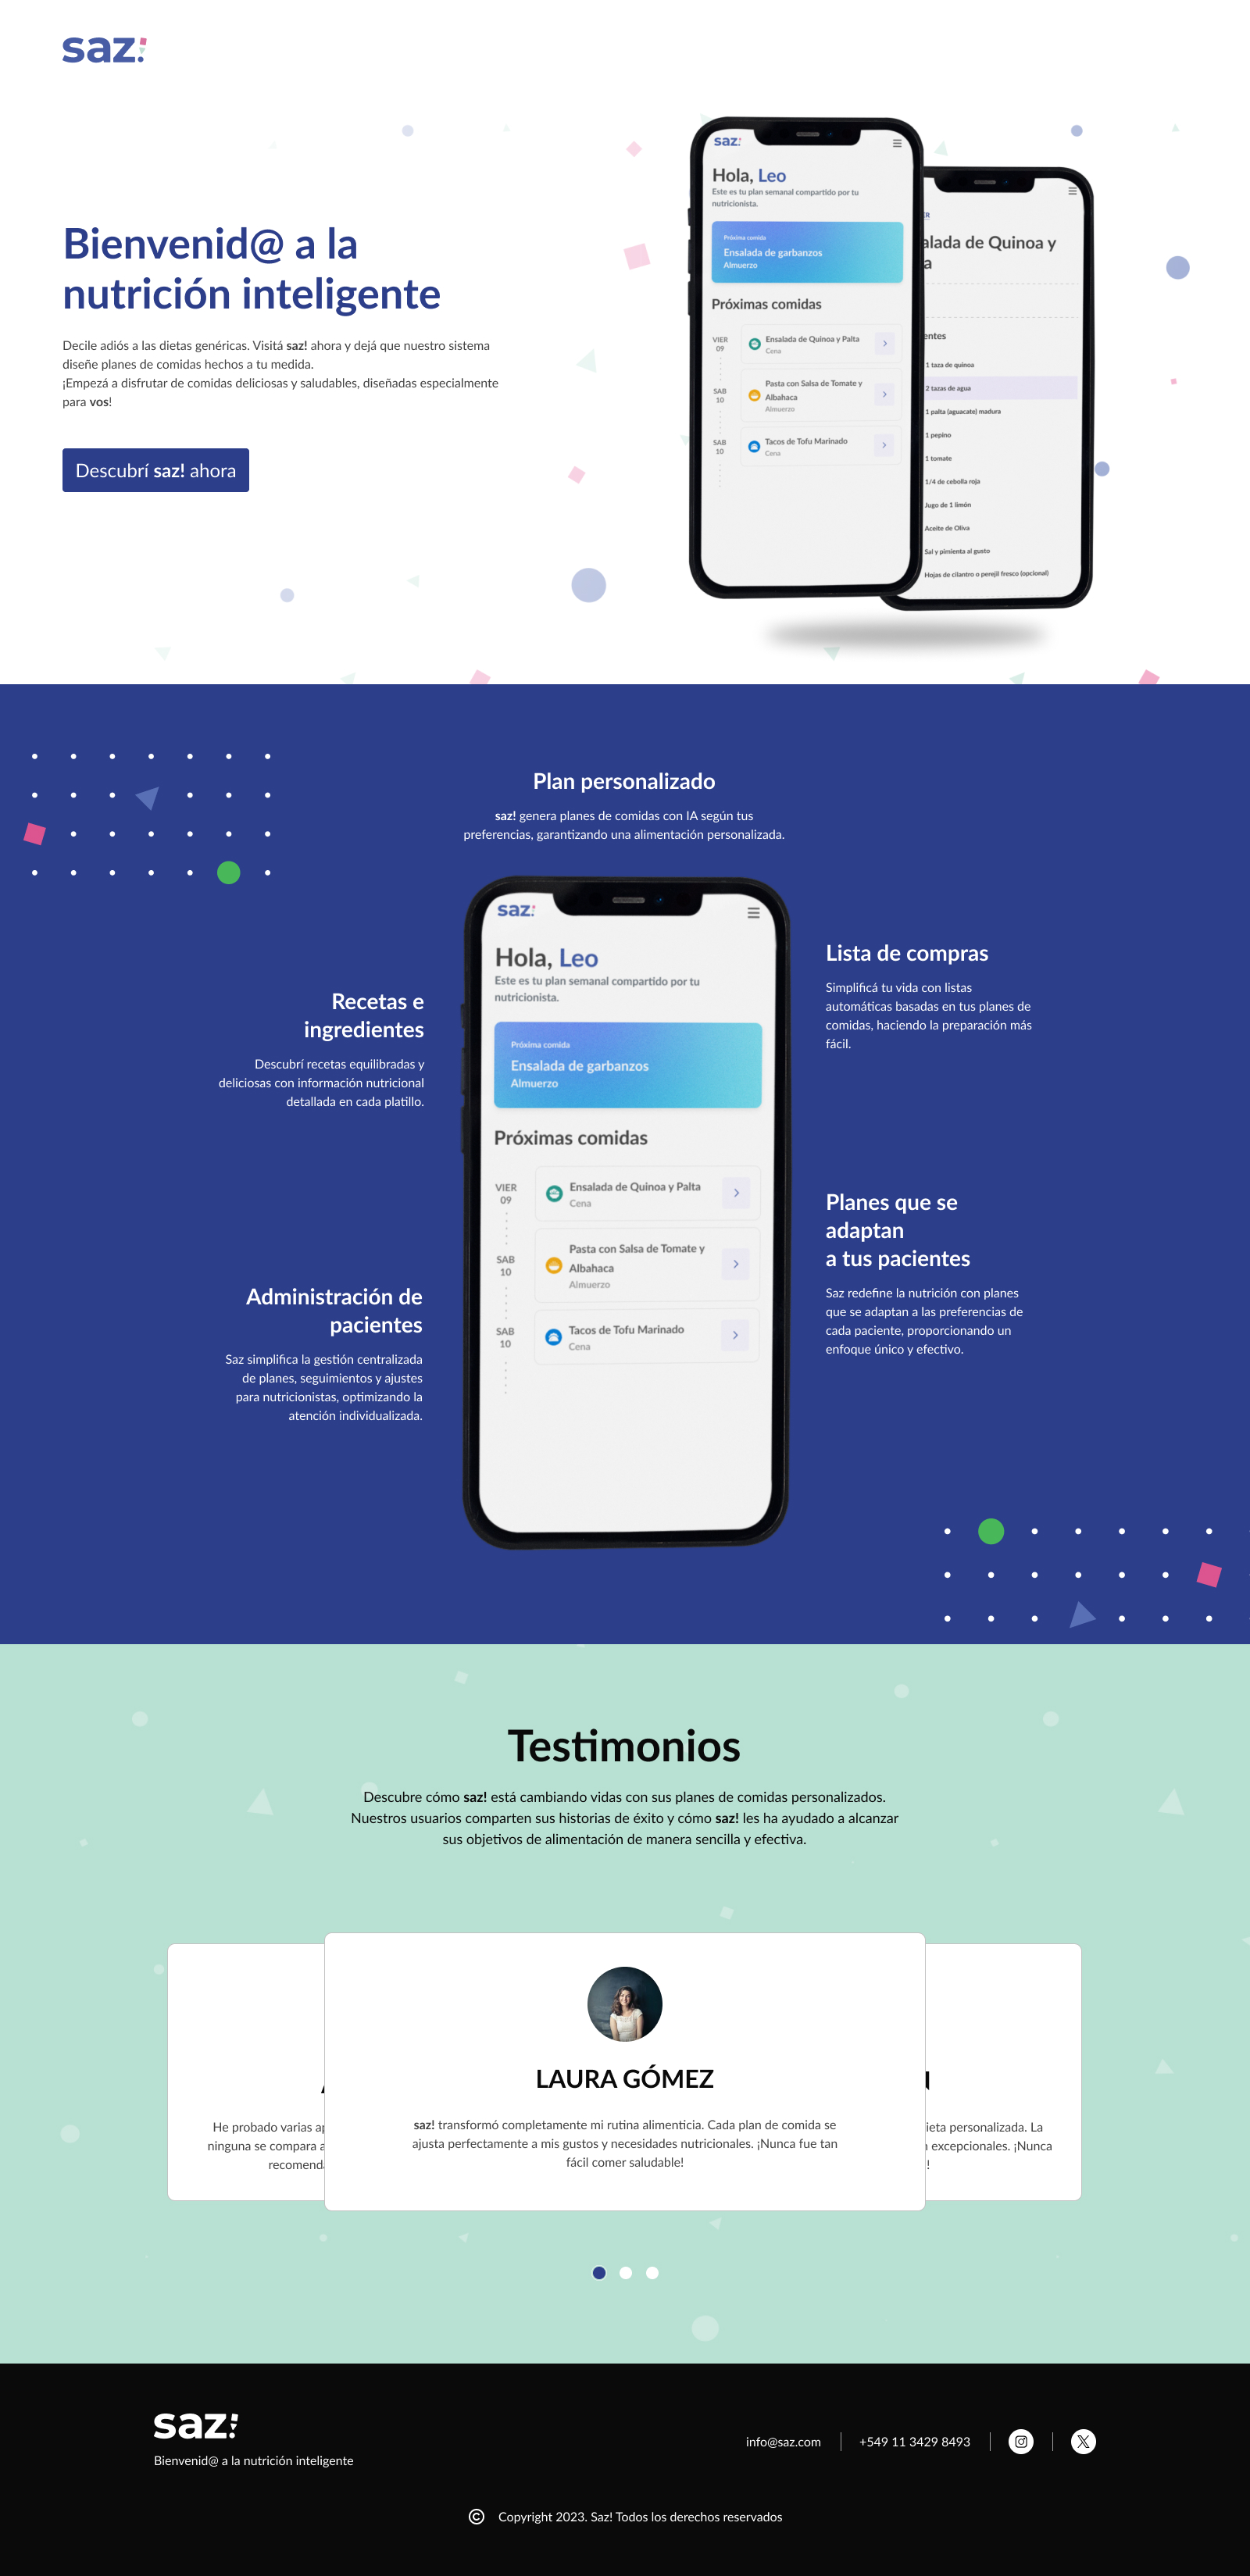 saz!
Bienvenid@ a la
nutrición inteligente
Decile adiós a las dietas genéricas. Visitá saz! ahora y dejá que nuestro sistema
diseñe planes de comidas hechos a tu medida.
¡Empezá a disfrutar de comidas deliciosas y saludables, diseñadas especialmente
para vos!
Descubrí saz! ahora
saz!
Hola, Leo
Este es tu plan semanal compartido por tu
nutricionista.
Próxima comida
Ensalada de garbanzos
Almuerzo
Próximas comidas
VIER
09
Ensalada de Quinoa y Palta
Cena
SAB
10
Pasta con Salsa de Tomate y
Albahaca
Almuerzo
SAB
10
Tacos de Tofu Marinado
Cena
de Quinoa y
1 taza de quinoa
2 tazas de agua
1 palta (aguacate) madura
1 pepino
1 tomate
1/4 de cebolla roja
Jugo de 1 limón
Aceite de Oliva
Sal y pimienta al gusto
Hojas de cilantro o perejil fresco (opcional)
Plan personalizado
saz! genera planes de comidas con IA según tus
preferencias, garantizando una alimentación personalizada.
Recetas e
ingredientes
Descubrí recetas equilibradas y
deliciosas con información nutricional
detallada en cada platillo.
Administración de
pacientes
Saz simplifica la gestión centralizada
de planes, seguimientos y ajustes
para nutricionistas, optimizando la
atención individualizada.
saz!
Hola, Leo
Este es tu plan semanal compartido por tu
nutricionista.
Próxima comida
Ensalada de garbanzos
Almuerzo
Próximas comidas
VIER
09
Ensalada de Quinoa y Palta
Cena
SAB
10
Pasta con Salsa de Tomate y
Albahaca
Almuerzo
SAB
10
Tacos de Tofu Marinado
Cena
Lista de compras
Simplificá tu vida con listas
automáticas basadas en tus planes de
comidas, haciendo la preparación más
fácil.
Planes que se
adaptan
a tus pacientes
Saz redefine la nutrición con planes
que se adaptan a las preferencias de
cada paciente, proporcionando un
enfoque único y efectivo.
Testimonios
Descubre cómo saz! está cambiando vidas con sus planes de comidas personalizados.
Nuestros usuarios comparten sus historias de éxito y cómo saz! les ha ayudado a alcanzar
sus objetivos de alimentación de manera sencilla y efectiva.
He probado varias
ninguna se compara
LAURA GÓMEZ
saz! transformó completamente mi rutina alimenticia. Cada plan de comida se
ajusta perfectamente a mis gustos y necesidades nutricionales. ¡Nunca fue tan
fácil comer saludable!
personalizada. La
excepcionales. ¡Nunca
saz!
Bienvenid@ a la nutrición inteligente
info@saz.com
+549 11 3429 8493
© Copyright 2023. Saz! Todos los derechos reservados